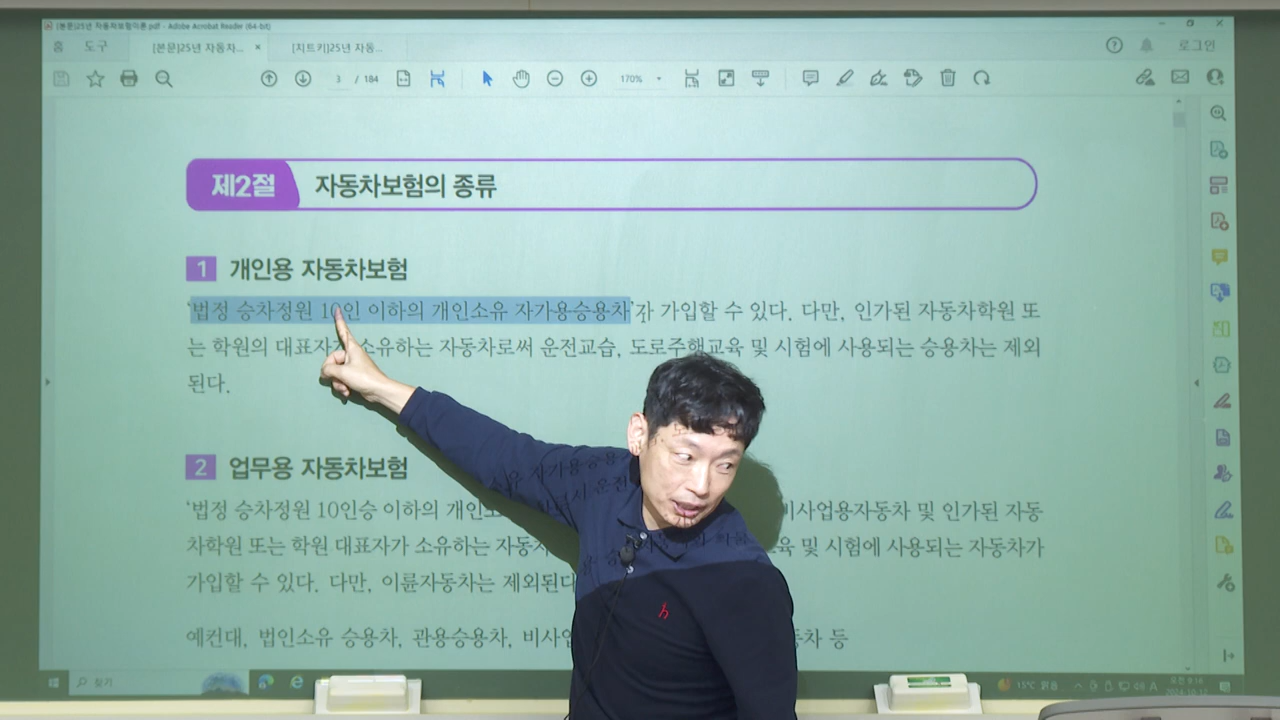 [본문]25년 자동차보험이론.pdf - Adobe Acrobat Reader (64-bit)
홈 도구 [본문]25년 자동차... × [치트키]25년 자동... 로그인
3 / 184 170%
제2절 자동차보험의 종류
1 개인용 자동차보험
‘법정 승차정원 10인 이하의 개인소유 자가용승용차’가 가입할 수 있다. 다만, 인가된 자동차학원 또
는 학원의 대표자가 소유하는 자동차로써 운전교습, 도로주행교육 및 시험에 사용되는 승용차는 제외
된다.
2 업무용 자동차보험
‘법정 승차정원 10인승 이하의 개인소유 비사업용자동차 및 인가된 자동
차학원 또는 학원 대표자가 소유하는 자동차 교육 및 시험에 사용되는 자동차가
가입할 수 있다. 다만, 이륜자동차는 제외된다
예컨대, 법인소유 승용차, 관용승용차, 비사업 동차 등
찾기 15°C A 오전 9:16
2024-10-12